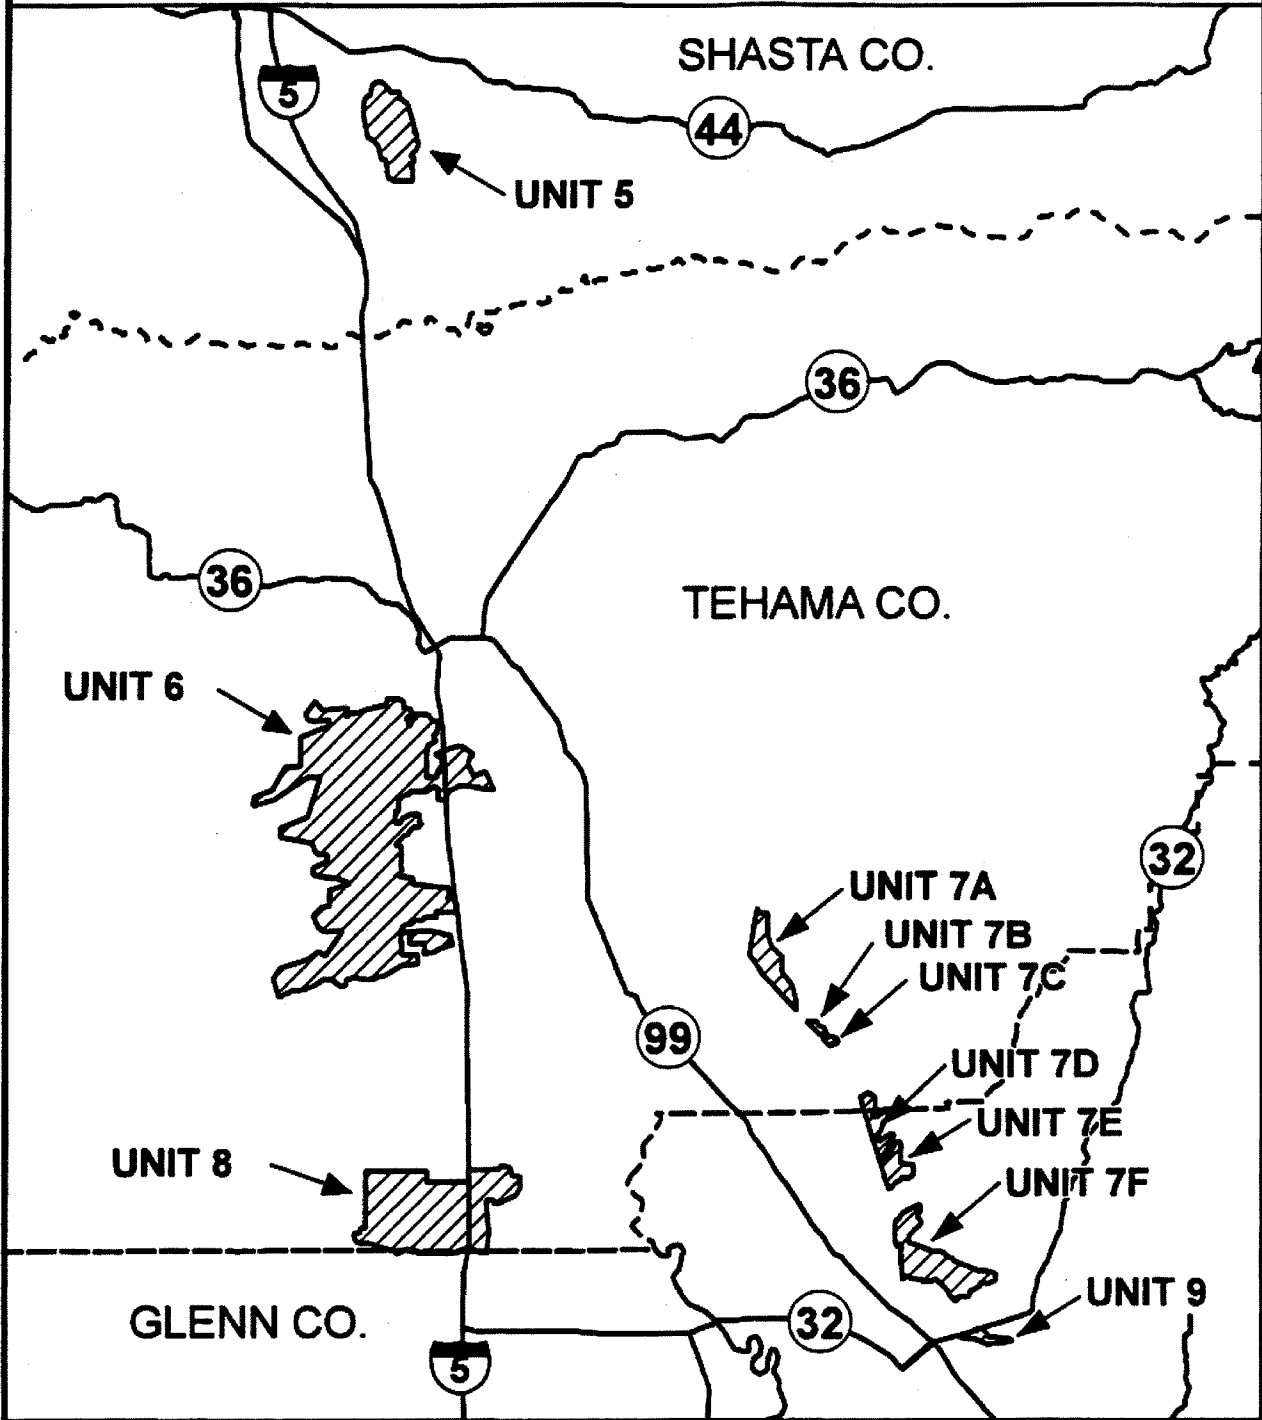 SHASTA CO.
5
44
UNIT 5
36
36
TEHAMA CO.
UNIT 6
32
UNIT 7A
UNIT 7B
UNIT 7C
99
UNIT 7D
UNIT 7E
UNIT 8
UNIT 7F
UNIT 9
GLENN CO.
32
5